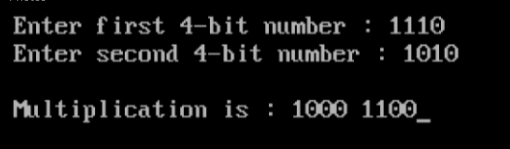 Enter first 4-bit number : 1110
Enter second 4-bit number : 1010
Multiplication is : 1000 1100_